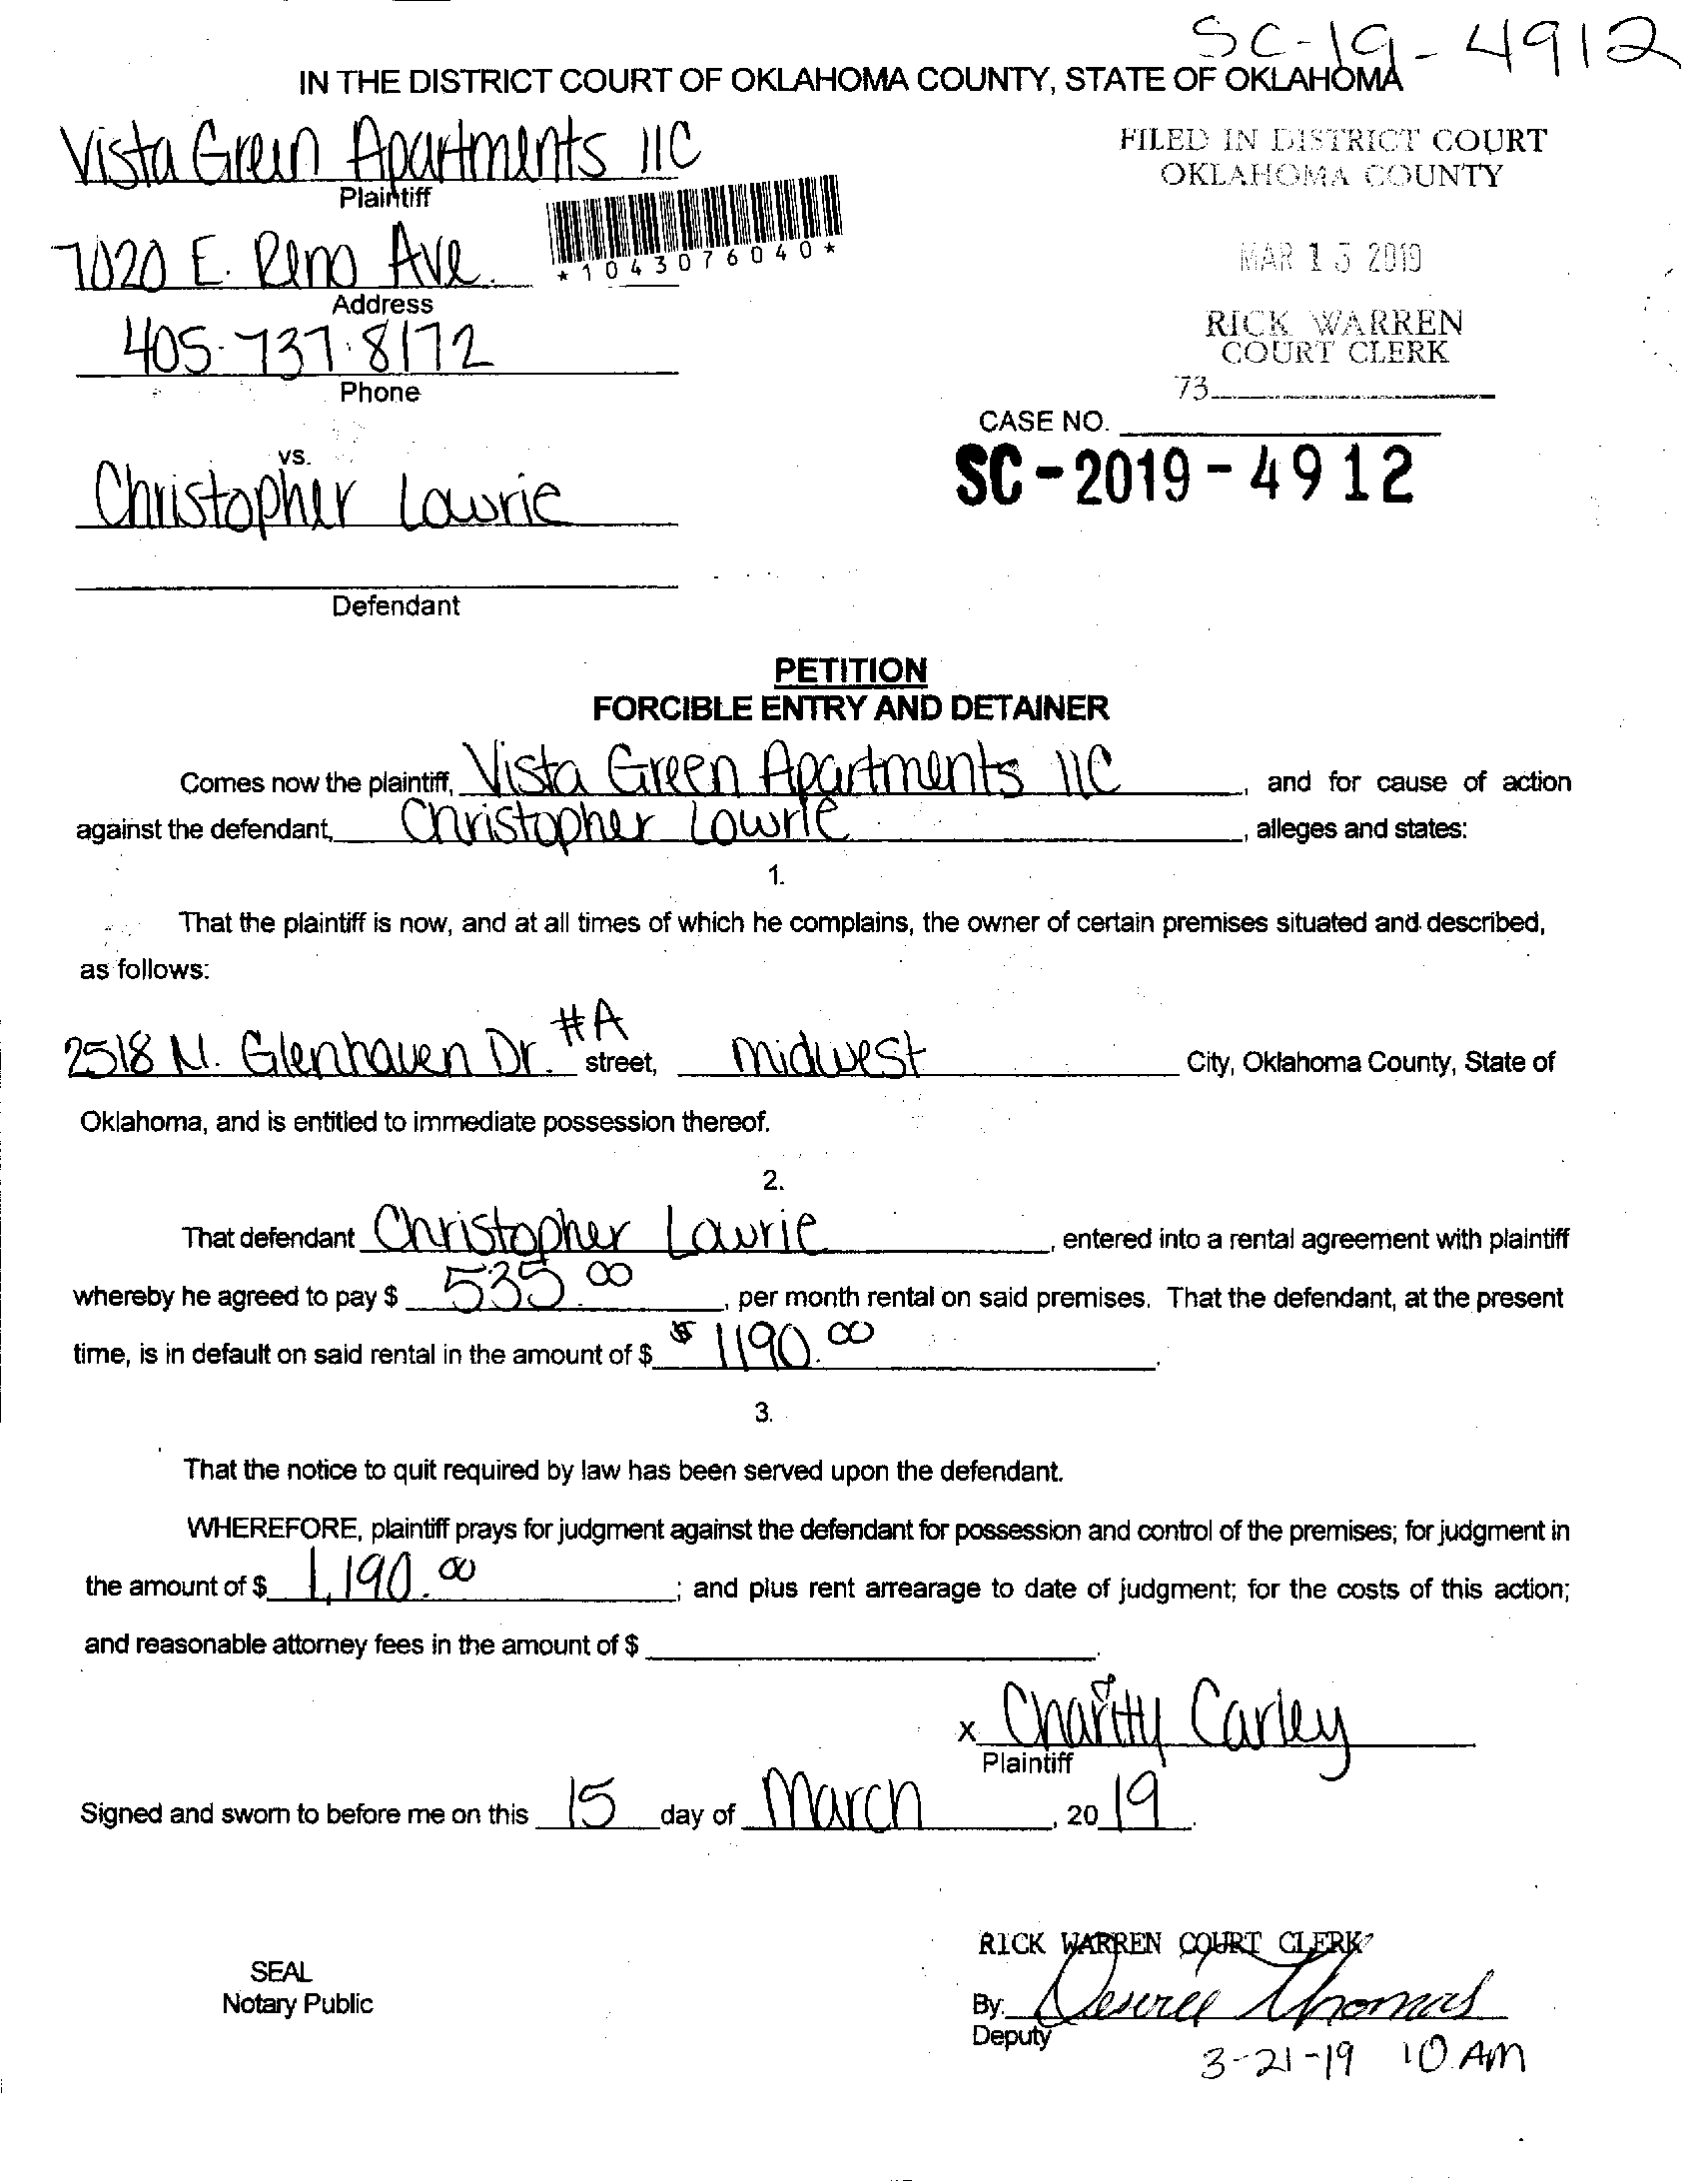 SC-19-4912
IN THE DISTRICT COURT OF OKLAHOMA COUNTY, STATE OF OKLAHOMA
Vista Green Apartments llC
Plaintiff
FILED IN DISTRICT COURT
OKLAHOMA COUNTY
*1043076040*
7020 E. Reno Ave.
Address
MAR 15 2019
405-737-8172
Phone
RICK WARREN
COURT CLERK
73
CASE NO.
SC-2019-4912
vs.
Christopher Lawrie
Defendant
PETITION
FORCIBLE ENTRY AND DETAINER
Comes now the plaintiff, Vista Green Apartments llC, and for cause of action
against the defendant, Christopher Lowrie, alleges and states:
1.
That the plaintiff is now, and at all times of which he complains, the owner of certain premises situated and described,
as follows:
2518 N. Glenhaven Dr. #A street, Midwest City, Oklahoma County, State of
Oklahoma, and is entitled to immediate possession thereof.
2.
That defendant Christopher Lawrie, entered into a rental agreement with plaintiff
whereby he agreed to pay $ 535.00, per month rental on said premises. That the defendant, at the present
time, is in default on said rental in the amount of $ $1190.00.
3.
That the notice to quit required by law has been served upon the defendant.
WHEREFORE, plaintiff prays for judgment against the defendant for possession and control of the premises; for judgment in
the amount of $ 1,190.00; and plus rent arrearage to date of judgment; for the costs of this action;
and reasonable attorney fees in the amount of $ .
x Charitty Carley
Plaintiff
Signed and sworn to before me on this 15 day of March, 2019.
RICK WARREN COURT CLERK
SEAL
Notary Public
By: Desiree Thomas
Deputy
3-21-19 10 AM